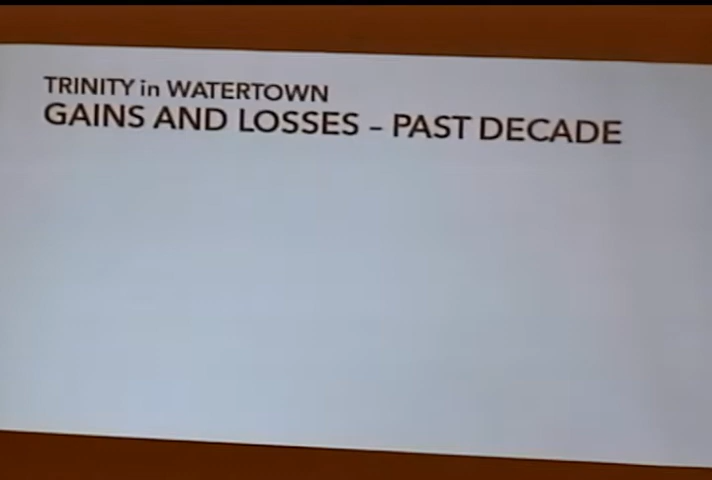 TRINITY in WATERTOWN
GAINS AND LOSSES – PAST DECADE